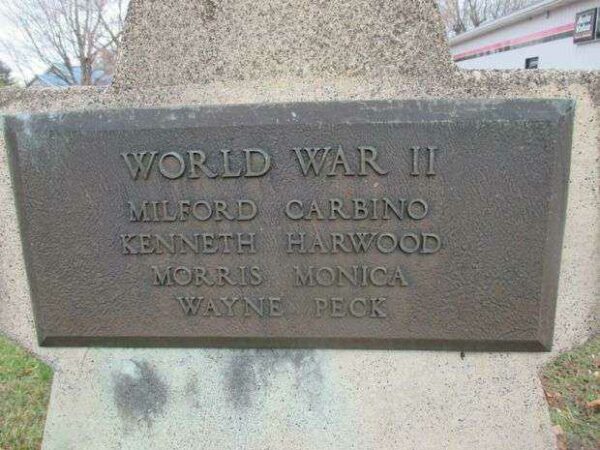 WORLD WAR II
MILFORD CARBINO
KENNETH HARWOOD
MORRIS MONICA
WAYNE PECK